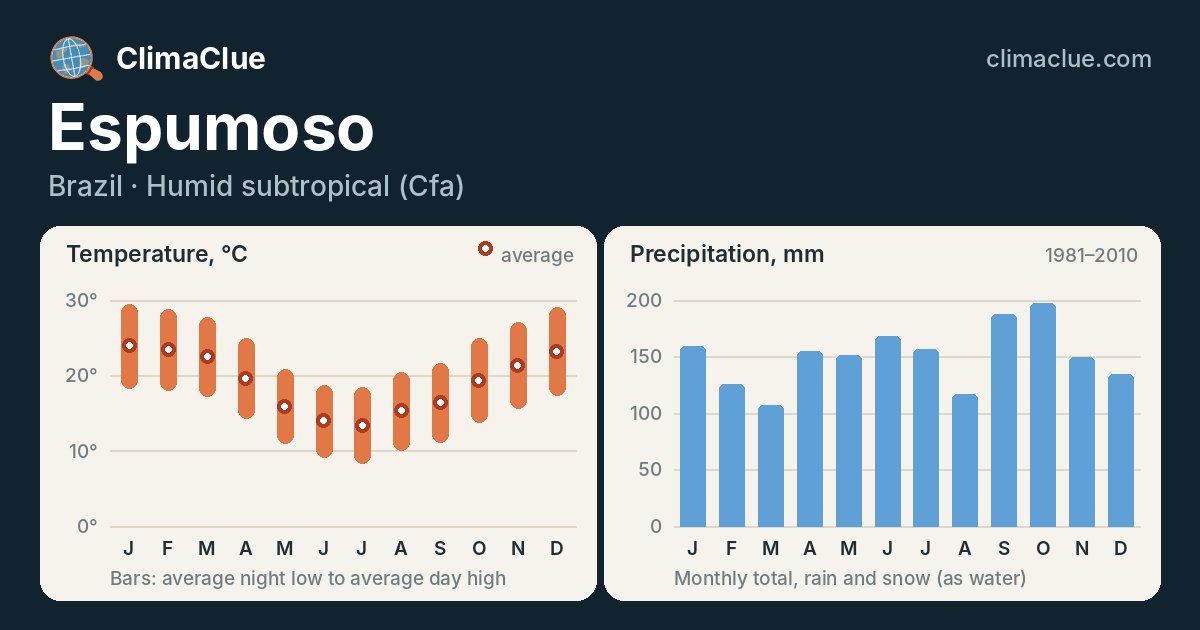 ClimaClue
climaclue.com
Espumoso
Brazil · Humid subtropical (Cfa)
Temperature, °C
average
30°
20°
10°
0°
J F M A M J J A S O N D
Bars: average night low to average day high
Precipitation, mm
1981–2010
200
150
100
50
0
J F M A M J J A S O N D
Monthly total, rain and snow (as water)